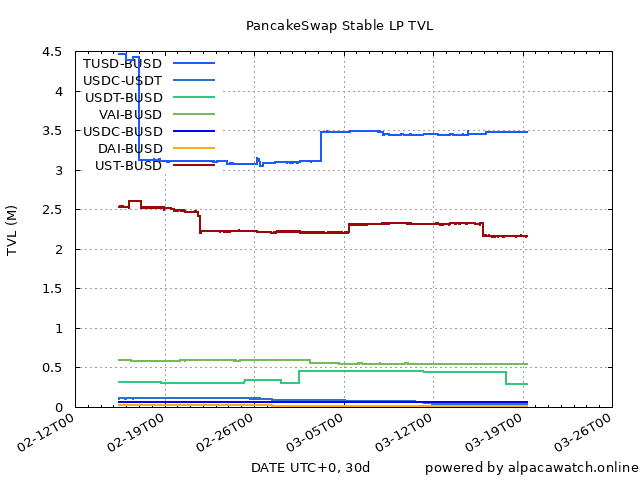 PancakeSwap Stable LP TVL
4.5
4
3.5
3
2.5
2
1.5
1
0.5
0
TVL (M)
TUSD-BUSD
USDC-USDT
USDT-BUSD
VAI-BUSD
USDC-BUSD
DAI-BUSD
UST-BUSD
02-12T00
02-19T00
02-26T00
03-05T00
03-12T00
03-19T00
03-26T00
DATE UTC+0, 30d
powered by alpacawatch.online